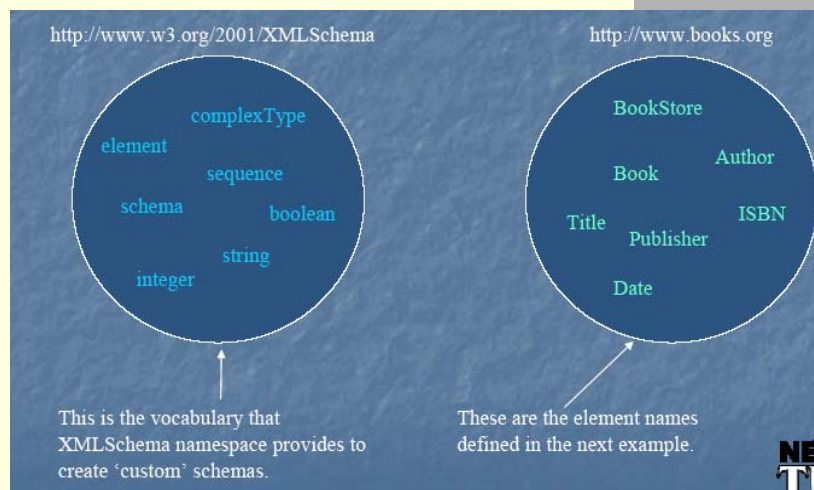 http://www.w3.org/2001/XMLSchema
complexType
element
sequence
schema
boolean
string
integer
This is the vocabulary that
XMLSchema namespace provides to
create ‘custom’ schemas.
http://www.books.org
BookStore
Author
Book
ISBN
Title
Publisher
Date
These are the element names
defined in the next example.